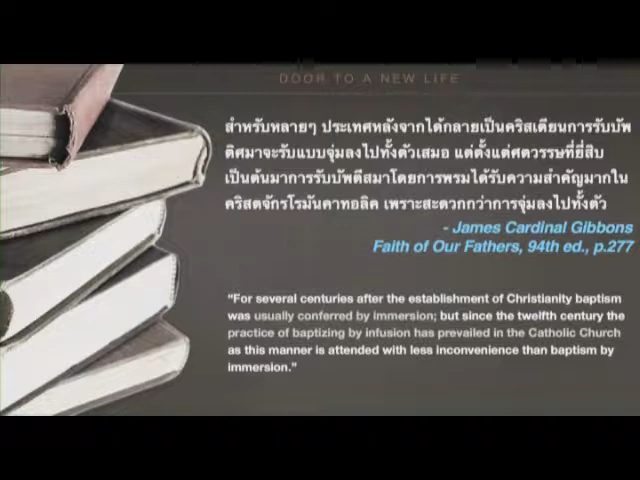 DOOR TO A NEW LIFE
สำหรับหลายๆ ประเทศหลังจากได้กลายเป็นคริสเตียนการรับบัพ
ติศมาจะรับแบบจุ่มลงไปทั้งตัวเสมอ แต่ตั้งแต่ศตวรรษที่ยี่สิบ
เป็นต้นมาการรับบัพติสมาโดยการพรมได้รับความสำคัญมากใน
คริสตจักรโรมันคาทอลิค เพราะสะดวกกว่าการจุ่มลงไปทั้งตัว
- James Cardinal Gibbons
Faith of Our Fathers, 94th ed., p.277
"For several centuries after the establishment of Christianity baptism
was usually conferred by immersion; but since the twelfth century the
practice of baptizing by infusion has prevailed in the Catholic Church
as this manner is attended with less inconvenience than baptism by
immersion."